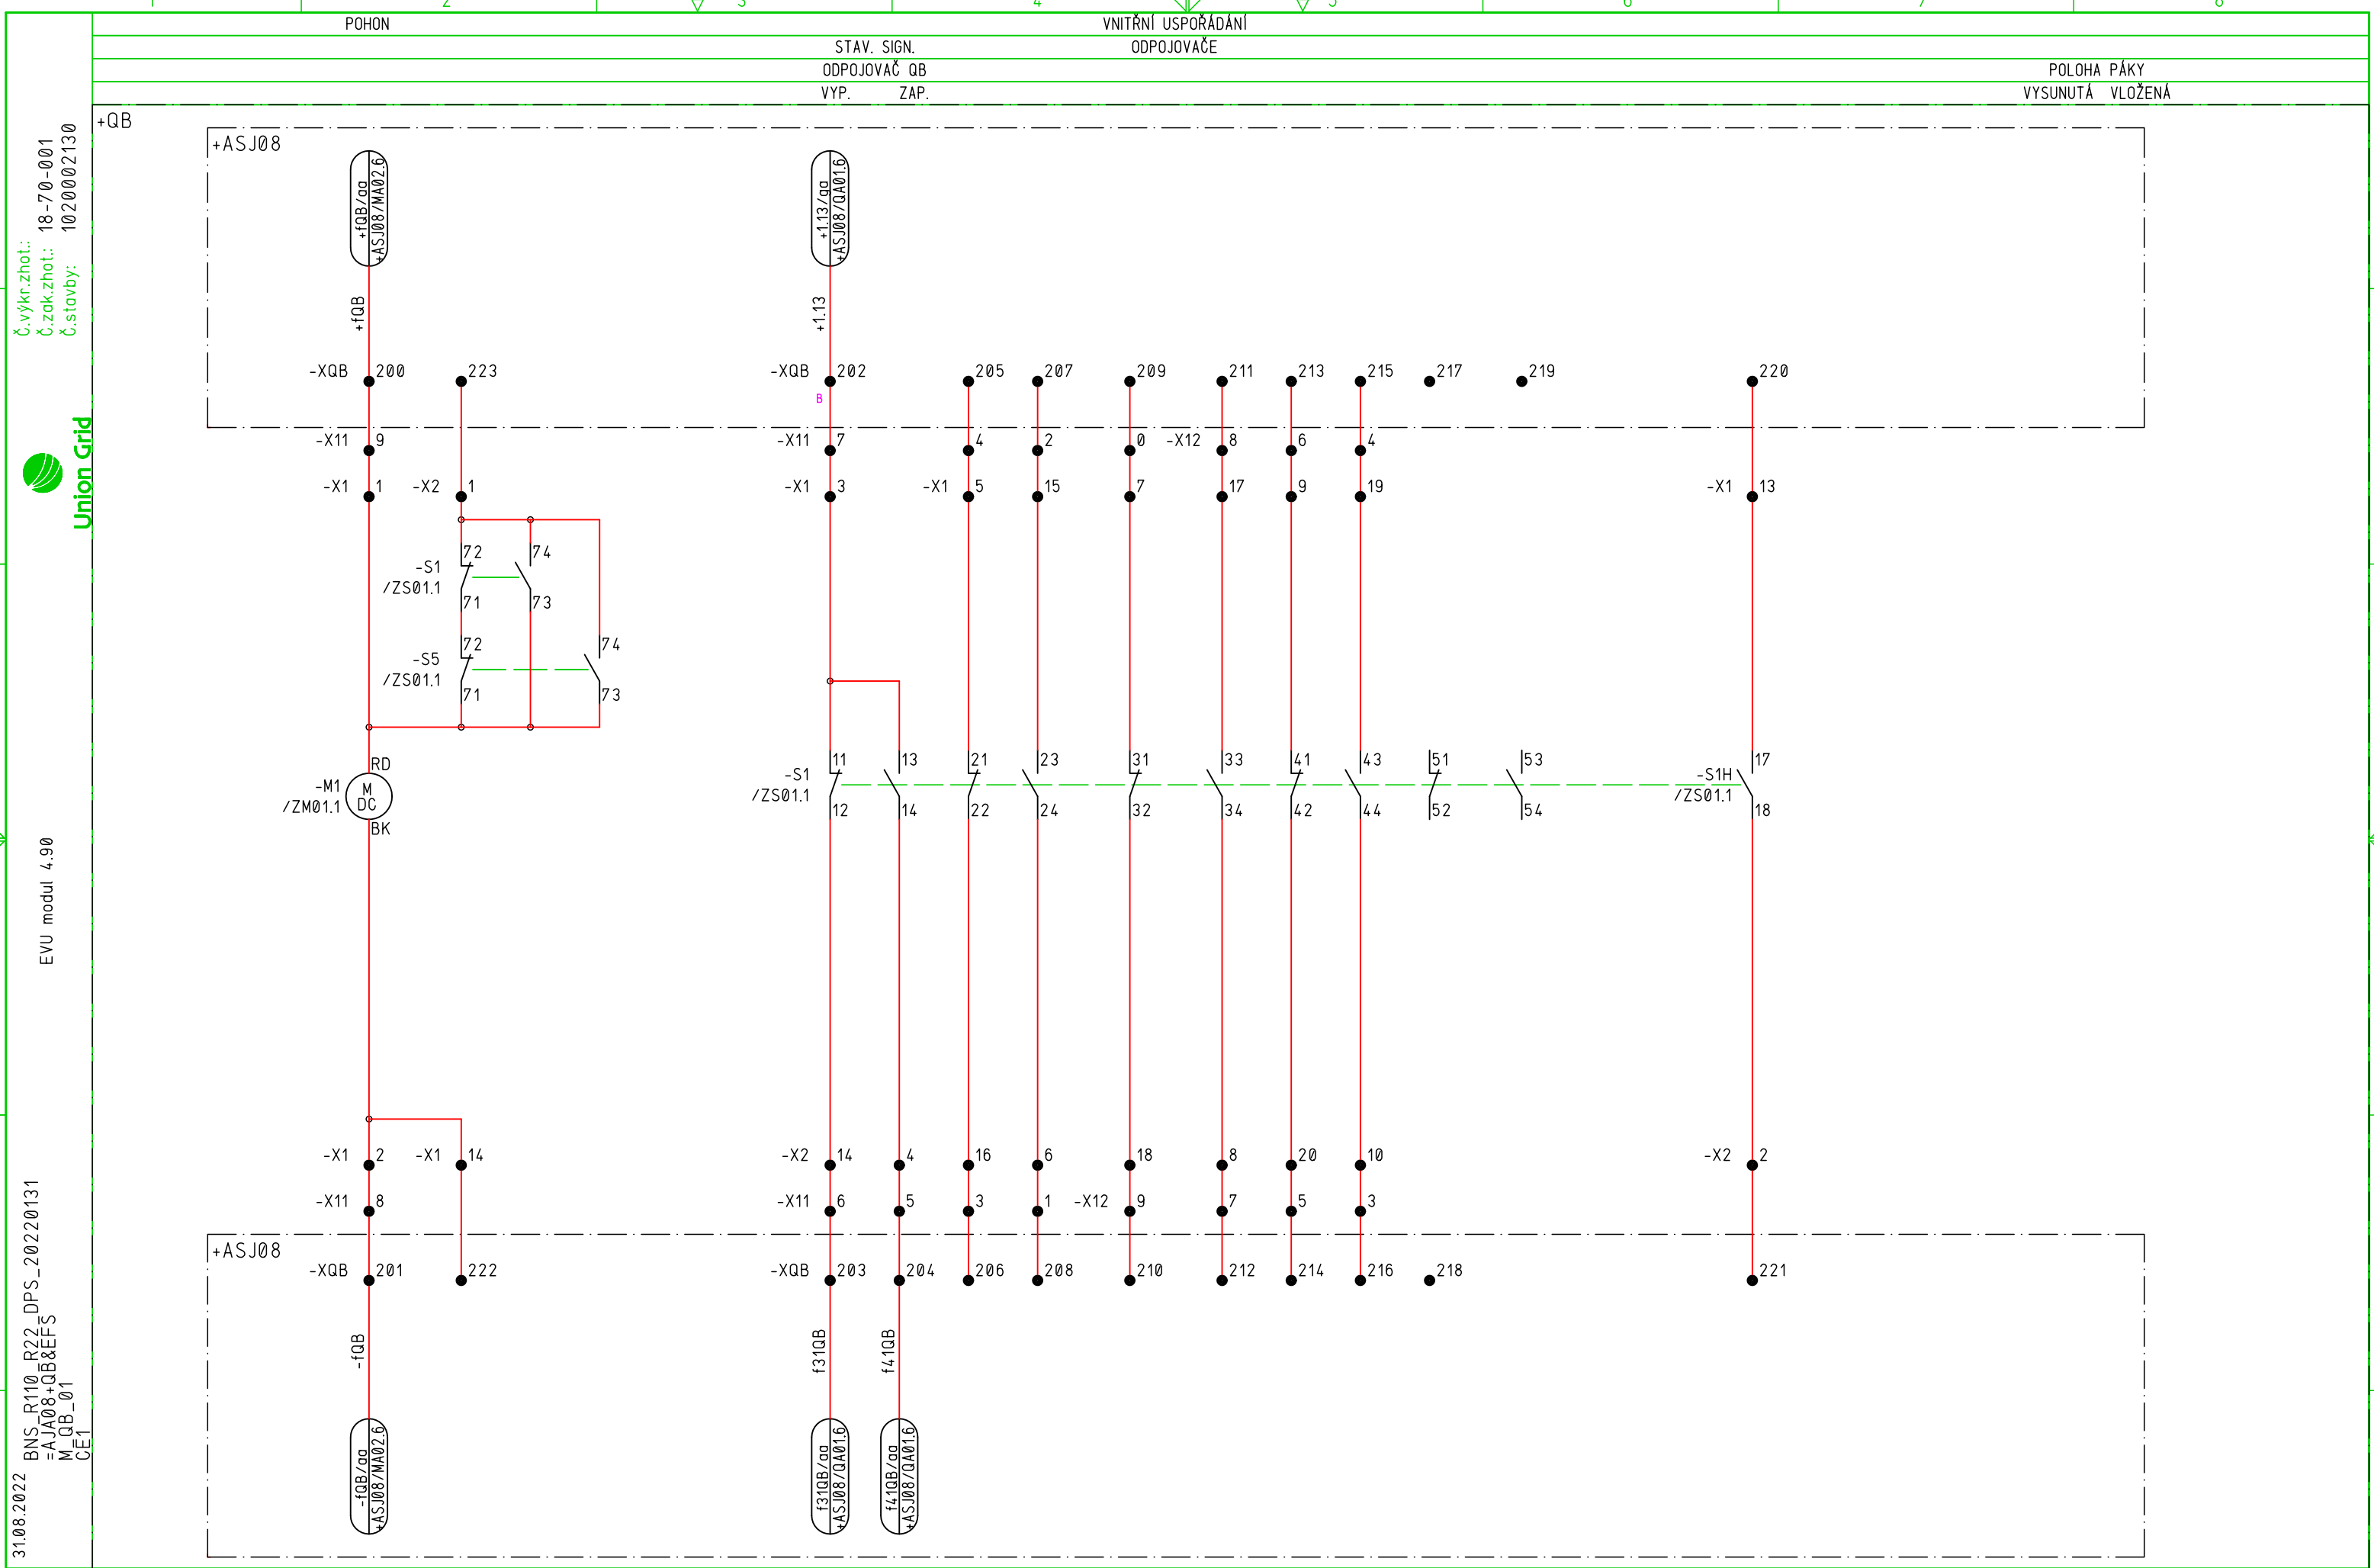 1 2 3 4 5 6 7 8
POHON VNITŘNÍ USPOŘÁDÁNÍ
STAV. SIGN. ODPOJOVAČE
ODPOJOVAČ QB POLOHA PÁKY
VYP. ZAP. VYSUNUTÁ VLOŽENÁ
+QB
+ASJ08
+fQB/aa
+ASJ08/MA02.6
+1.13/qa
+ASJ08/QA01.6
+fQB
+1.13
-XQB 200 223 -XQB 202 205 207 209 211 213 215 217 219 220
B
-X11 9 -X11 7 4 2 0 -X12 8 6 4
-X1 1 -X2 1 -X1 3 -X1 5 15 7 17 9 19 -X1 13
72 74
-S1
/ZS01.1
71 73
72 74
-S5
/ZS01.1
71 73
RD
-M1
/ZM01.1
M
DC
BK
11 13 21 23 31 33 41 43 51 53 17
-S1 -S1H
/ZS01.1 /ZS01.1
12 14 22 24 32 34 42 44 52 54 18
-X1 2 -X1 14 -X2 14 4 16 6 18 8 20 10 -X2 2
-X11 8 -X11 6 5 3 1 -X12 9 7 5 3
+ASJ08
-XQB 201 222 -XQB 203 204 206 208 210 212 214 216 218 221
-fQB
f31QB
f41QB
-fQB/aa
+ASJ08/MA02.6
f31QB/aa
+ASJ08/QA01.6
f41QB/aa
+ASJ08/QA01.6
Č.výkr.zhot.:
Č.zak.zhot.: 18-70-001
Č.stavby: 1020002130
Union Grid
EVU modul 4.90
31.08.2022
BNS_R110_R22_DPS_20220131
=AJA08+QB&EFS
M_QB_01
CE1